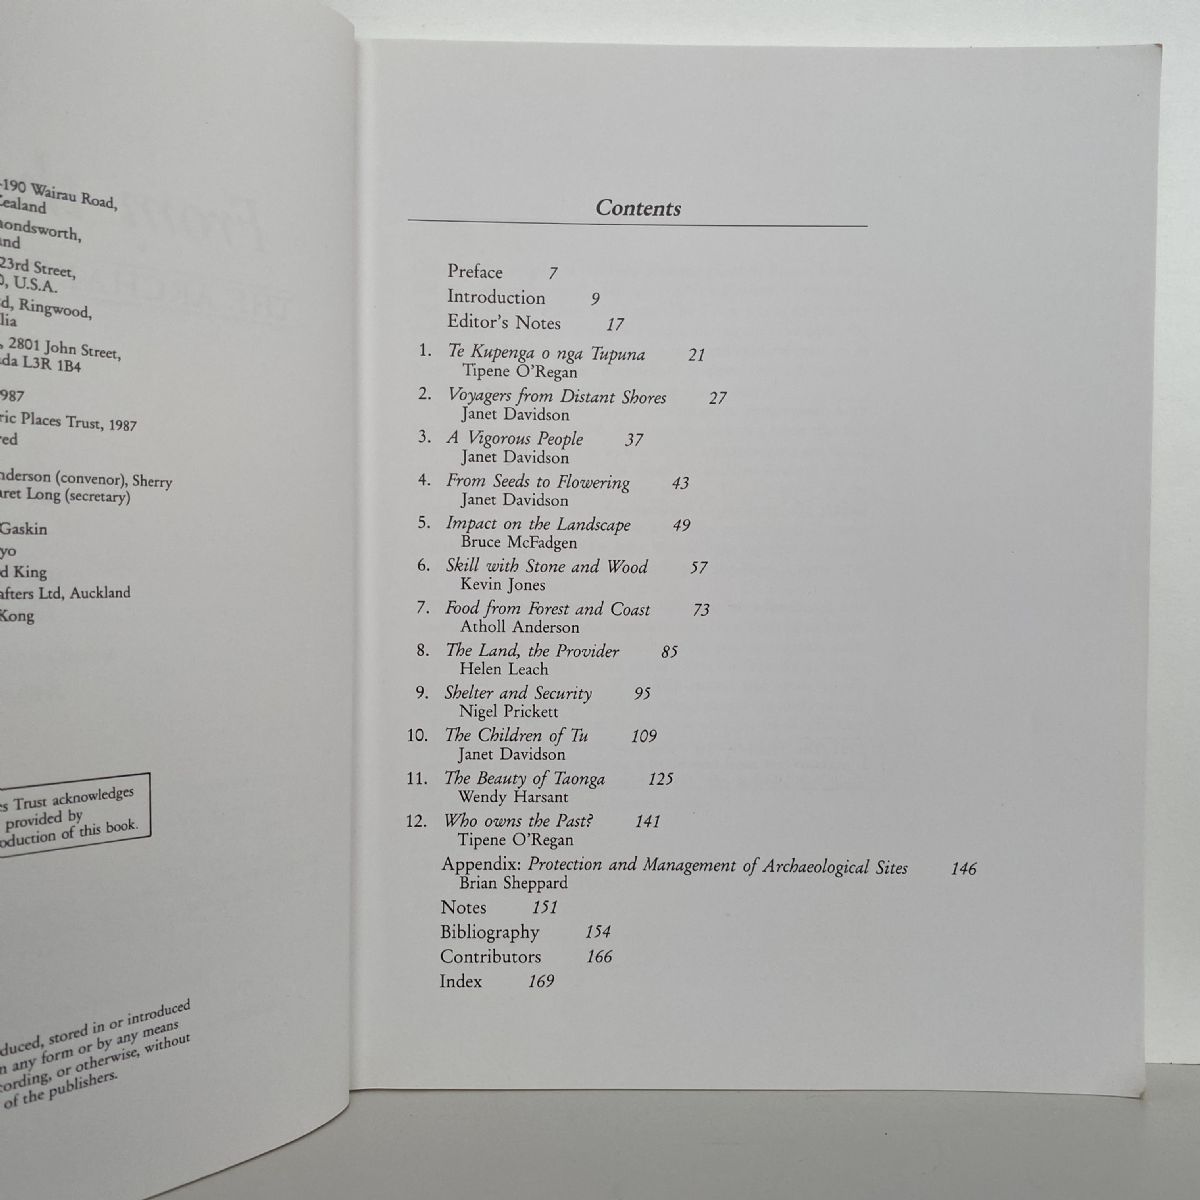 -190 Wairau Road,
Zealand
mondsworth,
and
23rd Street,
0, U.S.A.
d, Ringwood,
lia
, 2801 John Street,
da L3R 1B4
987
ric Places Trust, 1987
red
nderson (convenor), Sherry
aret Long (secretary)
Gaskin
yo
d King
afters Ltd, Auckland
Kong
es Trust acknowledges
provided by
oduction of this book.
duced, stored in or introduced
n any form or by any means
cording, or otherwise, without
of the publishers.
Contents
Preface 7
Introduction 9
Editor's Notes 17
1. Te Kupenga o nga Tupuna 21
Tipene O'Regan
2. Voyagers from Distant Shores 27
Janet Davidson
3. A Vigorous People 37
Janet Davidson
4. From Seeds to Flowering 43
Janet Davidson
5. Impact on the Landscape 49
Bruce McFadgen
6. Skill with Stone and Wood 57
Kevin Jones
7. Food from Forest and Coast 73
Atholl Anderson
8. The Land, the Provider 85
Helen Leach
9. Shelter and Security 95
Nigel Prickett
10. The Children of Tu 109
Janet Davidson
11. The Beauty of Taonga 125
Wendy Harsant
12. Who owns the Past? 141
Tipene O'Regan
Appendix: Protection and Management of Archaeological Sites 146
Brian Sheppard
Notes 151
Bibliography 154
Contributors 166
Index 169